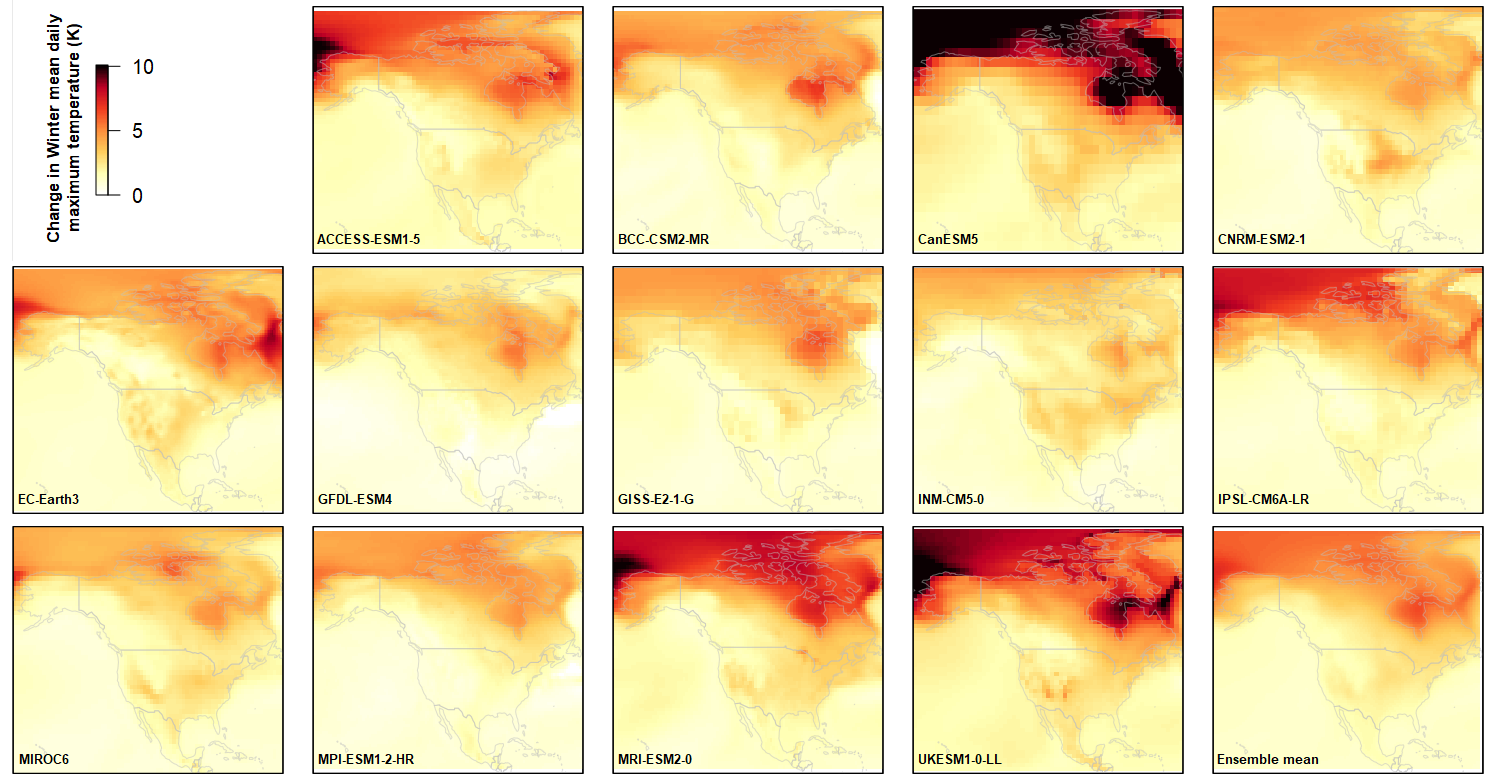 Change in Winter mean daily
maximum temperature (K)
10
5
0
ACCESS-ESM1-5
BCC-CSM2-MR
CanESM5
CNRM-ESM2-1
EC-Earth3
GFDL-ESM4
GISS-E2-1-G
INM-CM5-0
IPSL-CM6A-LR
MIROC6
MPI-ESM1-2-HR
MRI-ESM2-0
UKESM1-0-LL
Ensemble mean